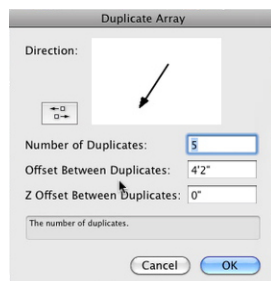 Duplicate Array
Direction:
Number of Duplicates: 5
Offset Between Duplicates: 4'2"
Z Offset Between Duplicates: 0"
The number of duplicates.
Cancel OK